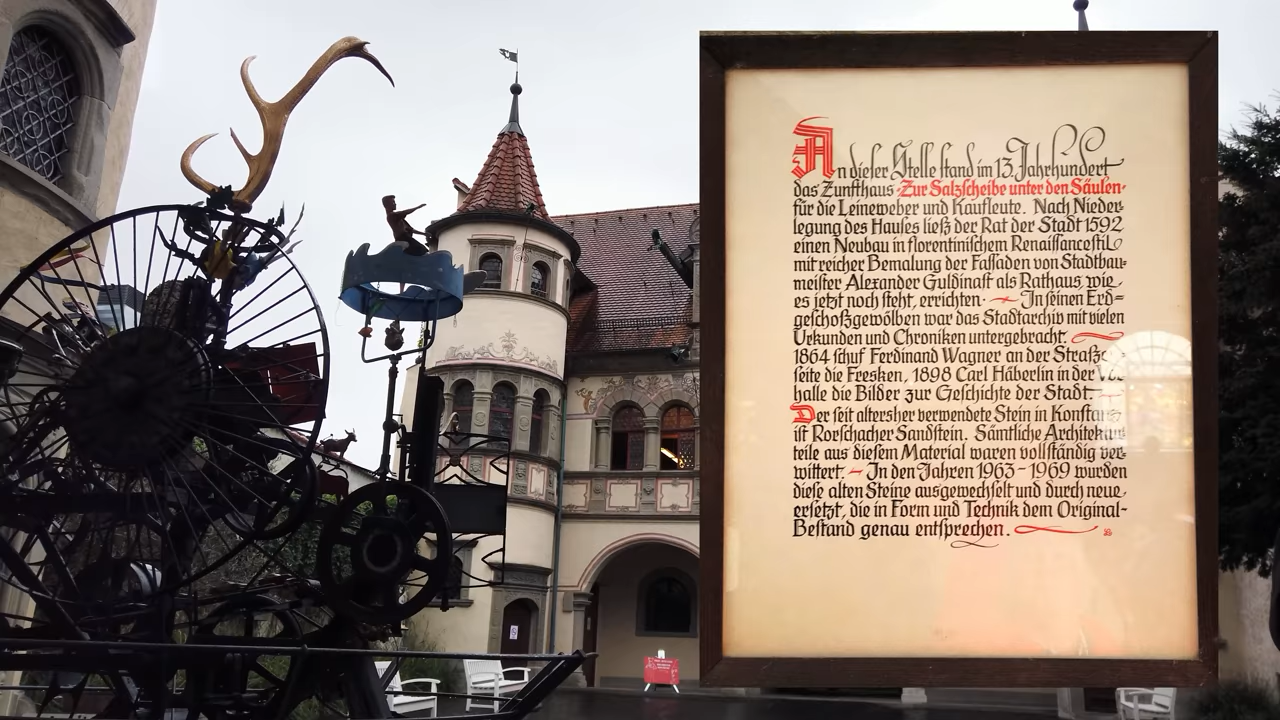 An dieser Stelle stand im 13. Jahrhundert
das Zunfthaus · Zur Salzscheibe unter den Säulen·
für die Leineweber und Kaufleute. Nach Nieder-
legung des Hauses ließ der Rat der Stadt 1592
einen Neubau in florentinischem Renaissancestil
mit reicher Bemalung der Fassaden von Stadtbau-
meister Alexander Guldinast als Rathaus wie
es jetzt noch steht, errichten. — In seinen Erd=
geschoßgewölben war das Stadtarchiv mit vielen
Urkunden und Chroniken untergebracht.
1864 schuf Ferdinand Wagner an der Straßen
seite die Fresken, 1898 Carl Häberlin in der Vor
halle die Bilder zur Geschichte der Stadt.
Der seit altersher verwendete Stein in Konstanz
ist Rorschacher Sandstein. Sämtliche Architektur
teile aus diesem Material waren vollständig ver-
wittert. — In den Jahren 1963 - 1969 wurden
diese alten Steine ausgewechselt und durch neue
ersetzt, die in Form und Technik dem Original-
Bestand genau entsprechen.